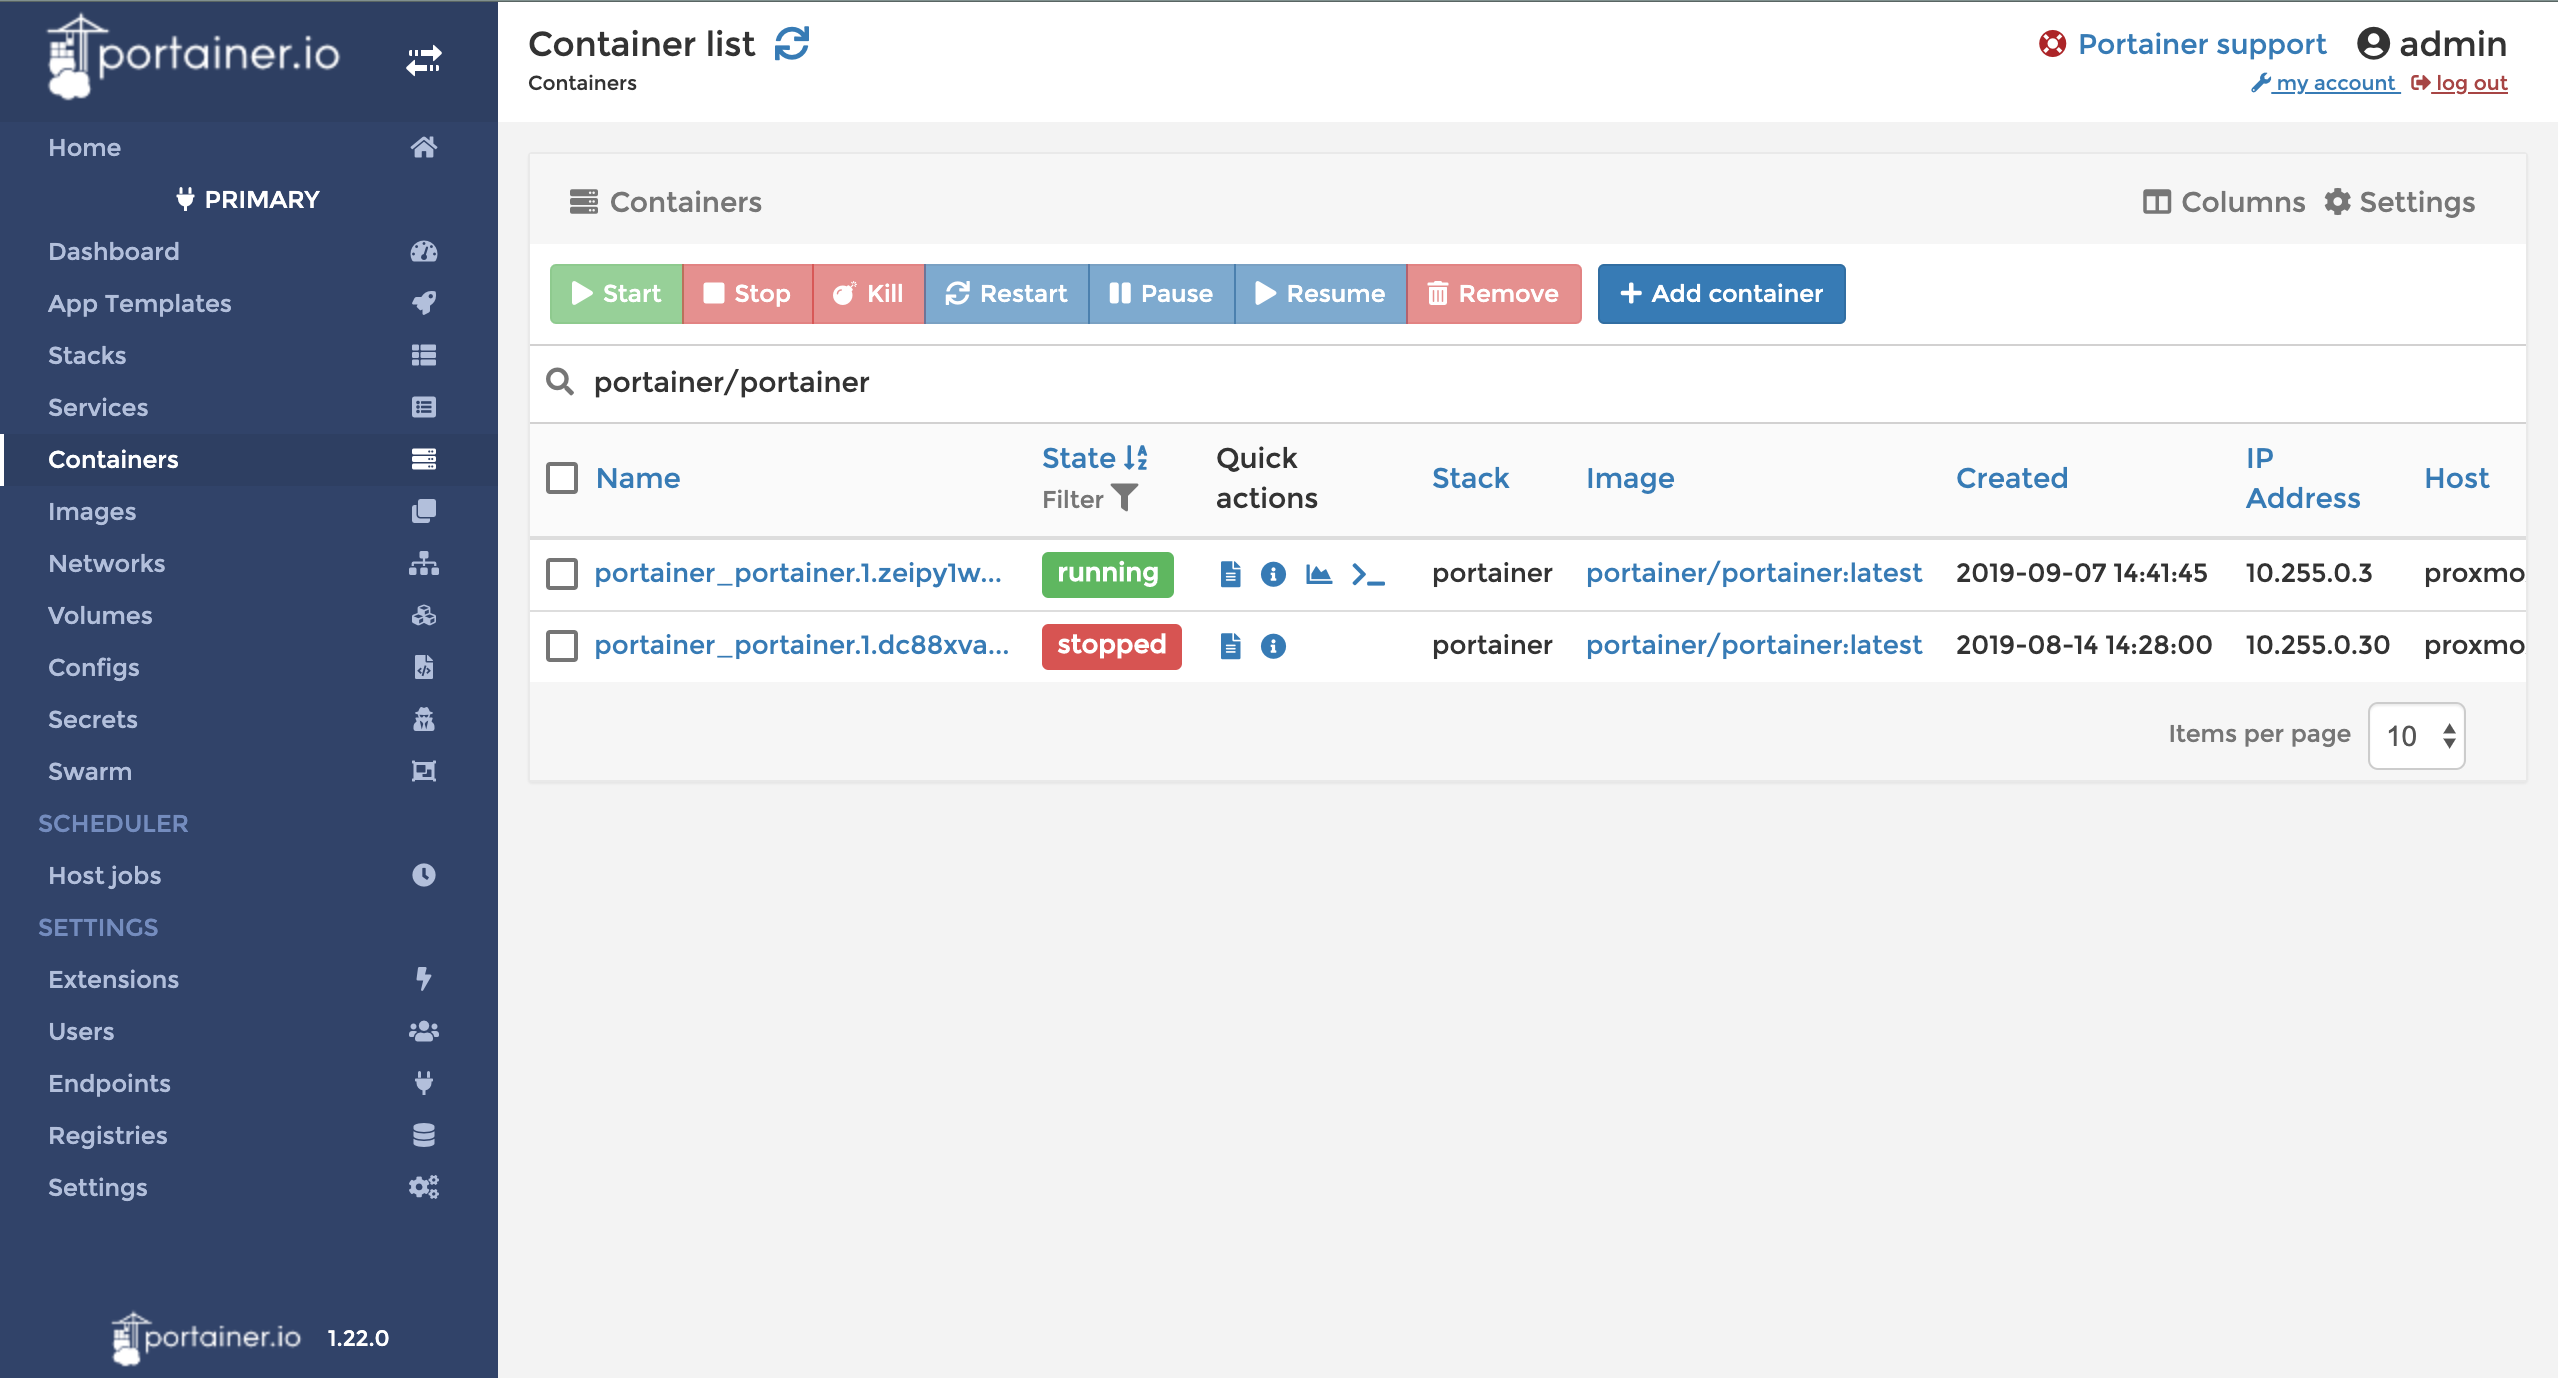 portainer.io
Home
PRIMARY
Dashboard
App Templates
Stacks
Services
Containers
Images
Networks
Volumes
Configs
Secrets
Swarm
SCHEDULER
Host jobs
SETTINGS
Extensions
Users
Endpoints
Registries
Settings
portainer.io 1.22.0
Container list
Containers
Portainer support admin
my account log out
Containers
Columns Settings
Start Stop Kill Restart Pause Resume Remove Add container
portainer/portainer
Name State Filter Quick actions Stack Image Created IP Address Host
portainer_portainer.1.zeipy1w... running portainer portainer/portainer:latest 2019-09-07 14:41:45 10.255.0.3 proxmo
portainer_portainer.1.dc88xva... stopped portainer portainer/portainer:latest 2019-08-14 14:28:00 10.255.0.30 proxmo
Items per page 10